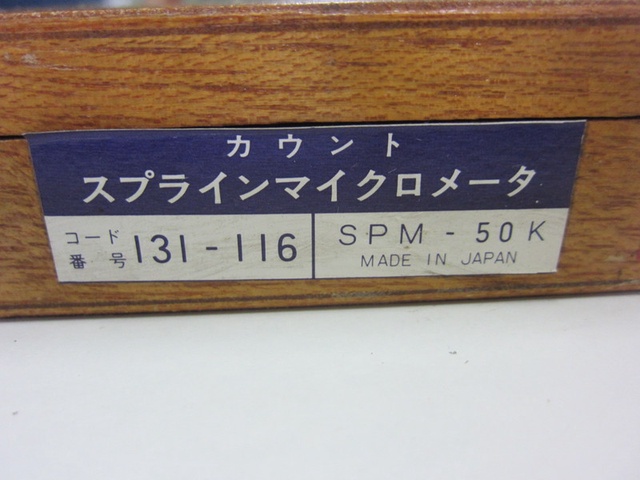 カウント
スプラインマイクロメータ
コード
番号 131-116
SPM-50K
MADE IN JAPAN